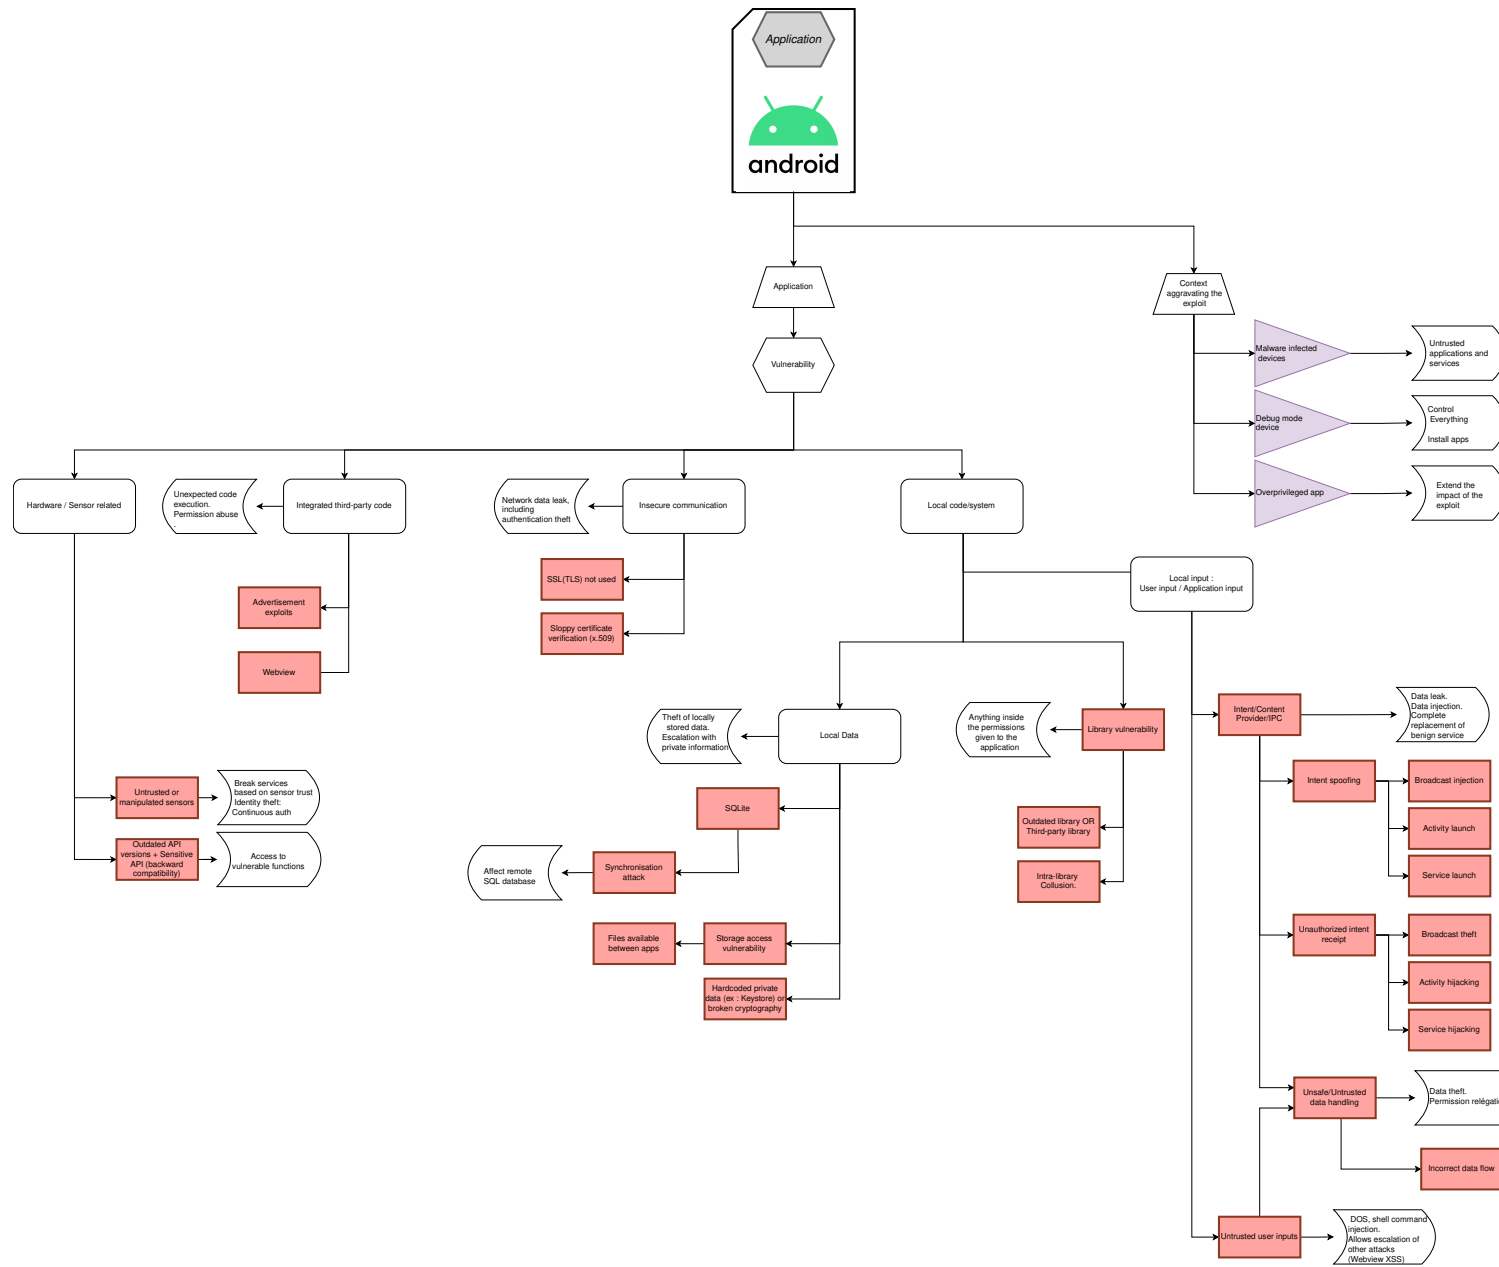 Application
android
Application
Context
aggravating the
exploit
Vulnerability
Malware infected
devices
Untrusted
applications and
services
Debug mode
device
Control
Everything
Install apps
Overprivileged app
Extend the
impact of the
exploit
Hardware / Sensor related
Unexpected code
execution.
Permission abuse
.
Integrated third-party code
Network data leak,
including
authentication theft
Insecure communication
Local code/system
SSL(TLS) not used
Sloppy certificate
verification (x.509)
Advertisement
exploits
Webview
Local input :
User input / Application input
Theft of locally
stored data.
Escalation with
private information
Local Data
Anything inside
the permissions
given to the
application
Library vulnerability
Intent/Content
Provider/IPC
Data leak.
Data injection.
Complete
replacement of
benign service
Untrusted or
manipulated sensors
Break services
based on sensor trust
Identity theft:
Continuous auth
Outdated API
versions + Sensitive
API (backward
compatibility)
Access to
vulnerable functions
SQLite
Affect remote
SQL database
Synchronisation
attack
Files available
between apps
Storage access
vulnerability
Hardcoded private
data (ex : Keystore) or
broken cryptography
Outdated library OR
Third-party library
Intra-library
Collusion.
Intent spoofing
Broadcast injection
Activity launch
Service launch
Unauthorized intent
receipt
Broadcast theft
Activity hijacking
Service hijacking
Unsafe/Untrusted
data handling
Data theft.
Permission
Incorrect data flow
Untrusted user inputs
DOS, shell command
injection.
Allows escalation of
other attacks
(Webview XSS)